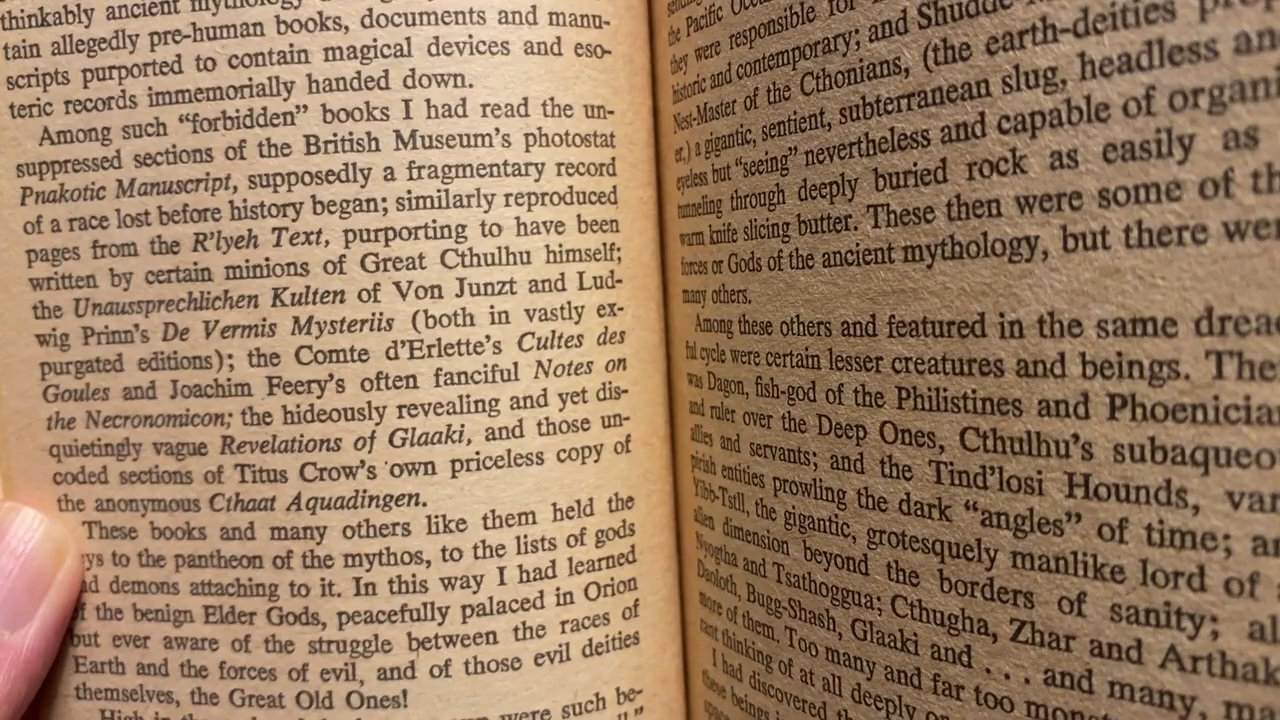 thinkably ancient mythology
tain allegedly pre-human books, documents and manu-
scripts purported to contain magical devices and eso-
teric records immemorially handed down.
Among such “forbidden” books I had read the un-
suppressed sections of the British Museum’s photostat
Pnakotic Manuscript, supposedly a fragmentary record
of a race lost before history began; similarly reproduced
pages from the R’lyeh Text, purporting to have been
written by certain minions of Great Cthulhu himself;
the Unaussprechlichen Kulten of Von Junzt and Lud-
wig Prinn’s De Vermis Mysteriis (both in vastly ex-
purgated editions); the Comte d’Erlette’s Cultes des
Goules and Joachim Feery’s often fanciful Notes on
the Necronomicon; the hideously revealing and yet dis-
quietingly vague Revelations of Glaaki, and those un-
coded sections of Titus Crow’s own priceless copy of
the anonymous Cthaat Aquadingen.
These books and many others like them held the
ys to the pantheon of the mythos, to the lists of gods
d demons attaching to it. In this way I had learned
f the benign Elder Gods, peacefully palaced in Orion
but ever aware of the struggle between the races of
Earth and the forces of evil, and of those evil deities
themselves, the Great Old Ones!
were such be-
the Pacific
they were responsible for
historic and contemporary; and Shudde
Nest-Master of the Cthonians, (the earth-deities
er,) a gigantic, sentient, subterranean slug, headless an
eyeless but “seeing” nevertheless and capable of organi
tunneling through deeply buried rock as easily as
warm knife slicing butter. These then were some of th
forces or Gods of the ancient mythology, but there wer
many others.
Among these others and featured in the same dread
ful cycle were certain lesser creatures and beings. The
was Dagon, fish-god of the Philistines and Phoenician
and ruler over the Deep Ones, Cthulhu’s subaqueo
allies and servants; and the Tind’losi Hounds, vam
pirish entities prowling the dark “angles” of time; an
Yibb-Tstll, the gigantic, grotesquely manlike lord of
alien dimension beyond the borders of sanity; al
Nyogtha and Tsathoggua; Cthugha, Zhar and Arthak
Daoloth, Bugg-Shash, Glaaki and . . . and many, ma
more of them. Too many and far too
rant thinking of at all deeply
I had discovered
these beings